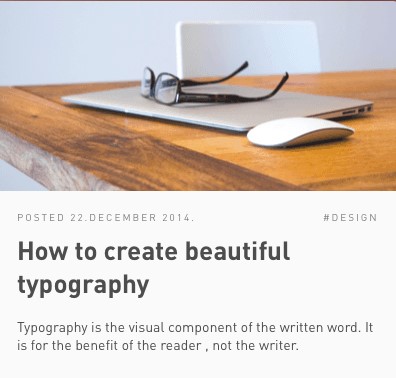 POSTED 22.DECEMBER 2014.
#DESIGN
How to create beautiful
typography
Typography is the visual component of the written word. It
is for the benefit of the reader , not the writer.